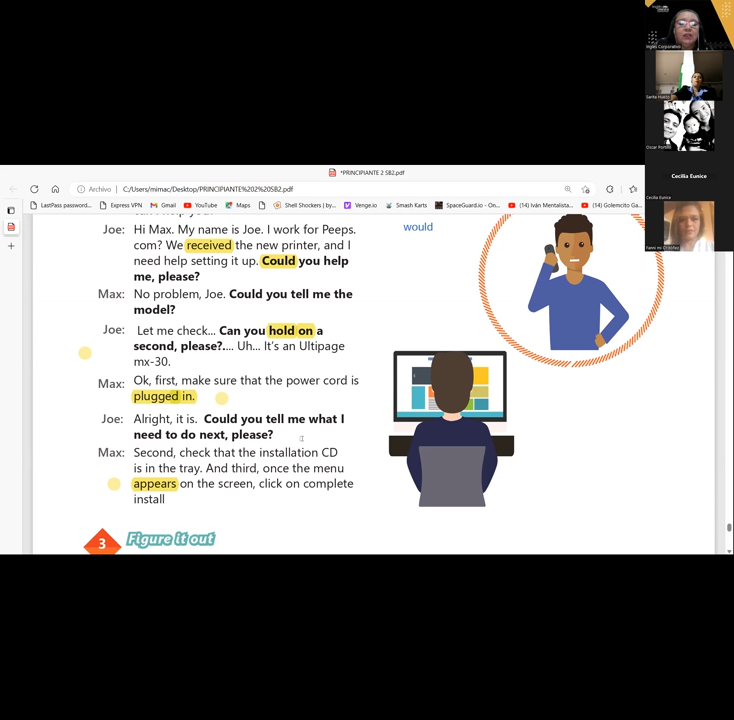 *PRINCIPIANTE 2 SB2.pdf
Archivo
C:/Users/mimac/Desktop/PRINCIPIANTE%202%20SB2.pdf
LastPass password...
Express VPN
Gmail
YouTube
Maps
Shell Shockers | by...
Venge.io
Smash Karts
SpaceGuard.io - On...
(14) Iván Mentalista...
(14) Golemcito Ga...
would
Joe: Hi Max. My name is Joe. I work for Peeps.
com? We received the new printer, and I
need help setting it up. Could you help
me, please?
Max: No problem, Joe. Could you tell me the
model?
Joe: Let me check... Can you hold on a
second, please?.... Uh... It's an Ultipage
mx-30.
Max: Ok, first, make sure that the power cord is
plugged in.
Joe: Alright, it is. Could you tell me what I
need to do next, please?
Max: Second, check that the installation CD
is in the tray. And third, once the menu
appears on the screen, click on complete
install
3 Figure it out
Ingles Corporativo
Oscar Portillo
Cecilia Eunice
Cecilia Eunice